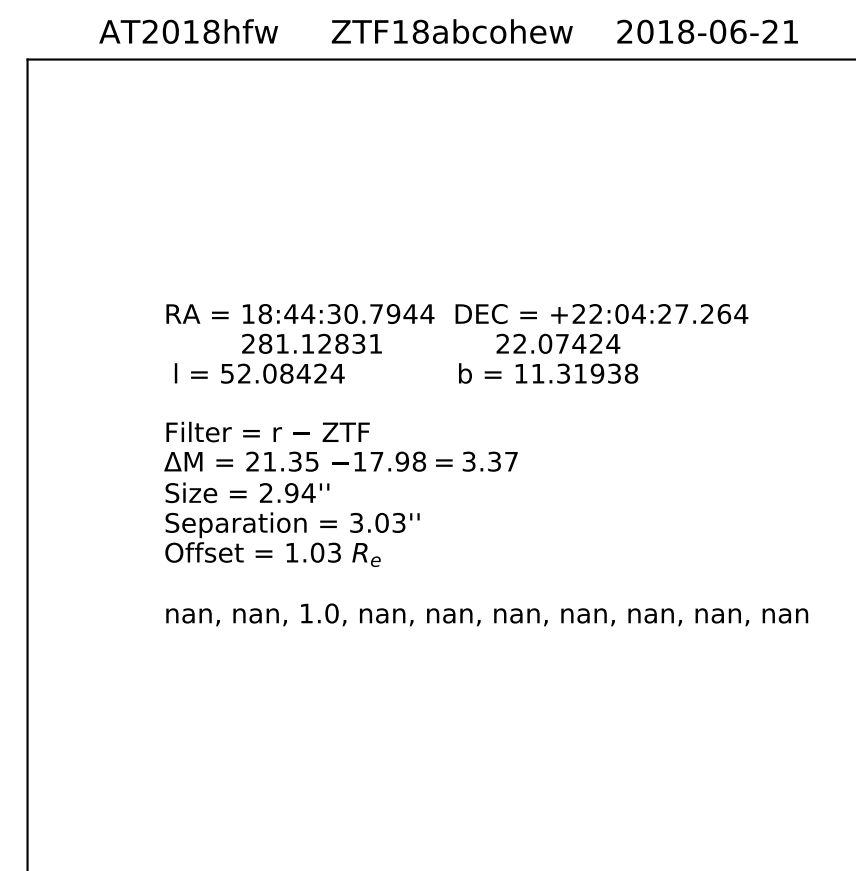 AT2018hfw ZTF18abcohew 2018-06-21
RA = 18:44:30.7944 DEC = +22:04:27.264
281.12831 22.07424
l = 52.08424 b = 11.31938
Filter = r − ZTF
ΔM = 21.35 −17.98 = 3.37
Size = 2.94''
Separation = 3.03''
Offset = 1.03 Rₑ
nan, nan, 1.0, nan, nan, nan, nan, nan, nan, nan